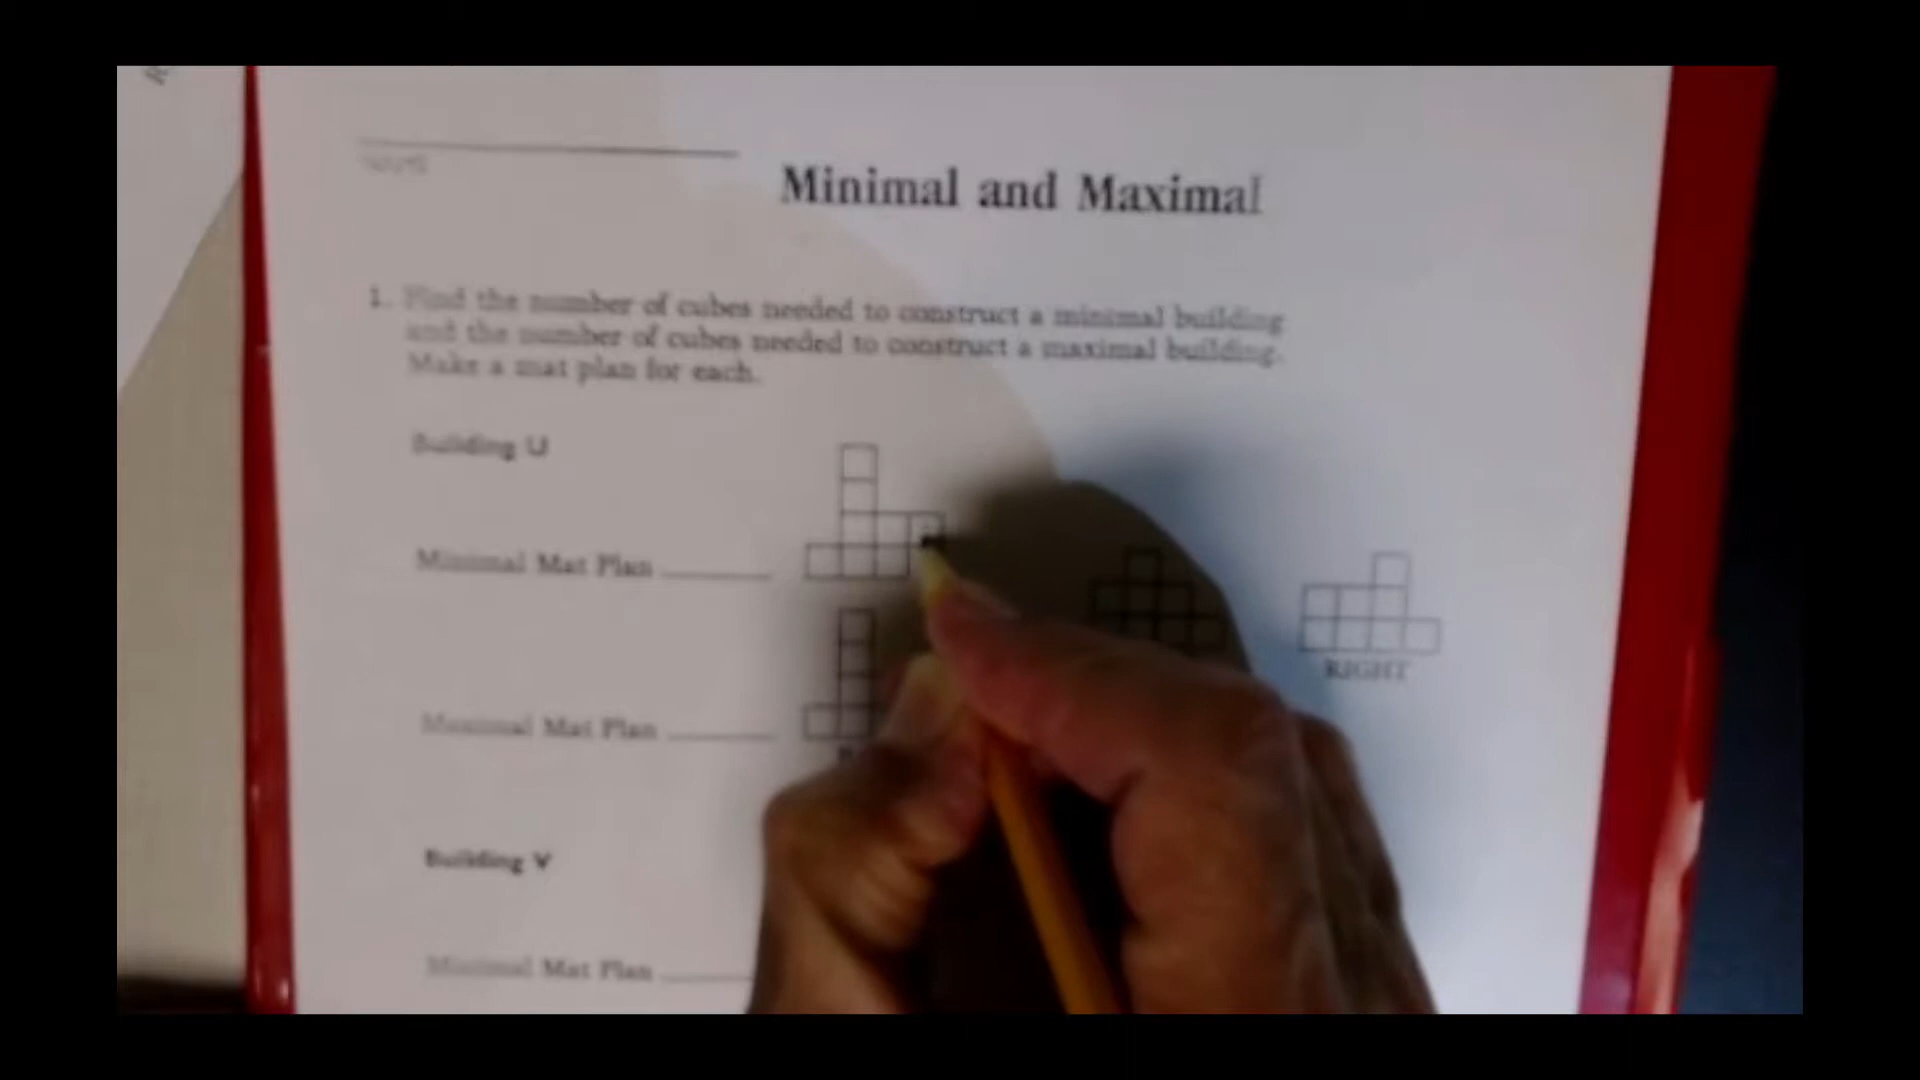 Minimal and Maximal
1. Find the number of cubes needed to construct a minimal building
and the number of cubes needed to construct a maximal building.
Make a mat plan for each.
Building U
Minimal Mat Plan
RIGHT
Maximal Mat Plan
Building V
Minimal Mat Plan